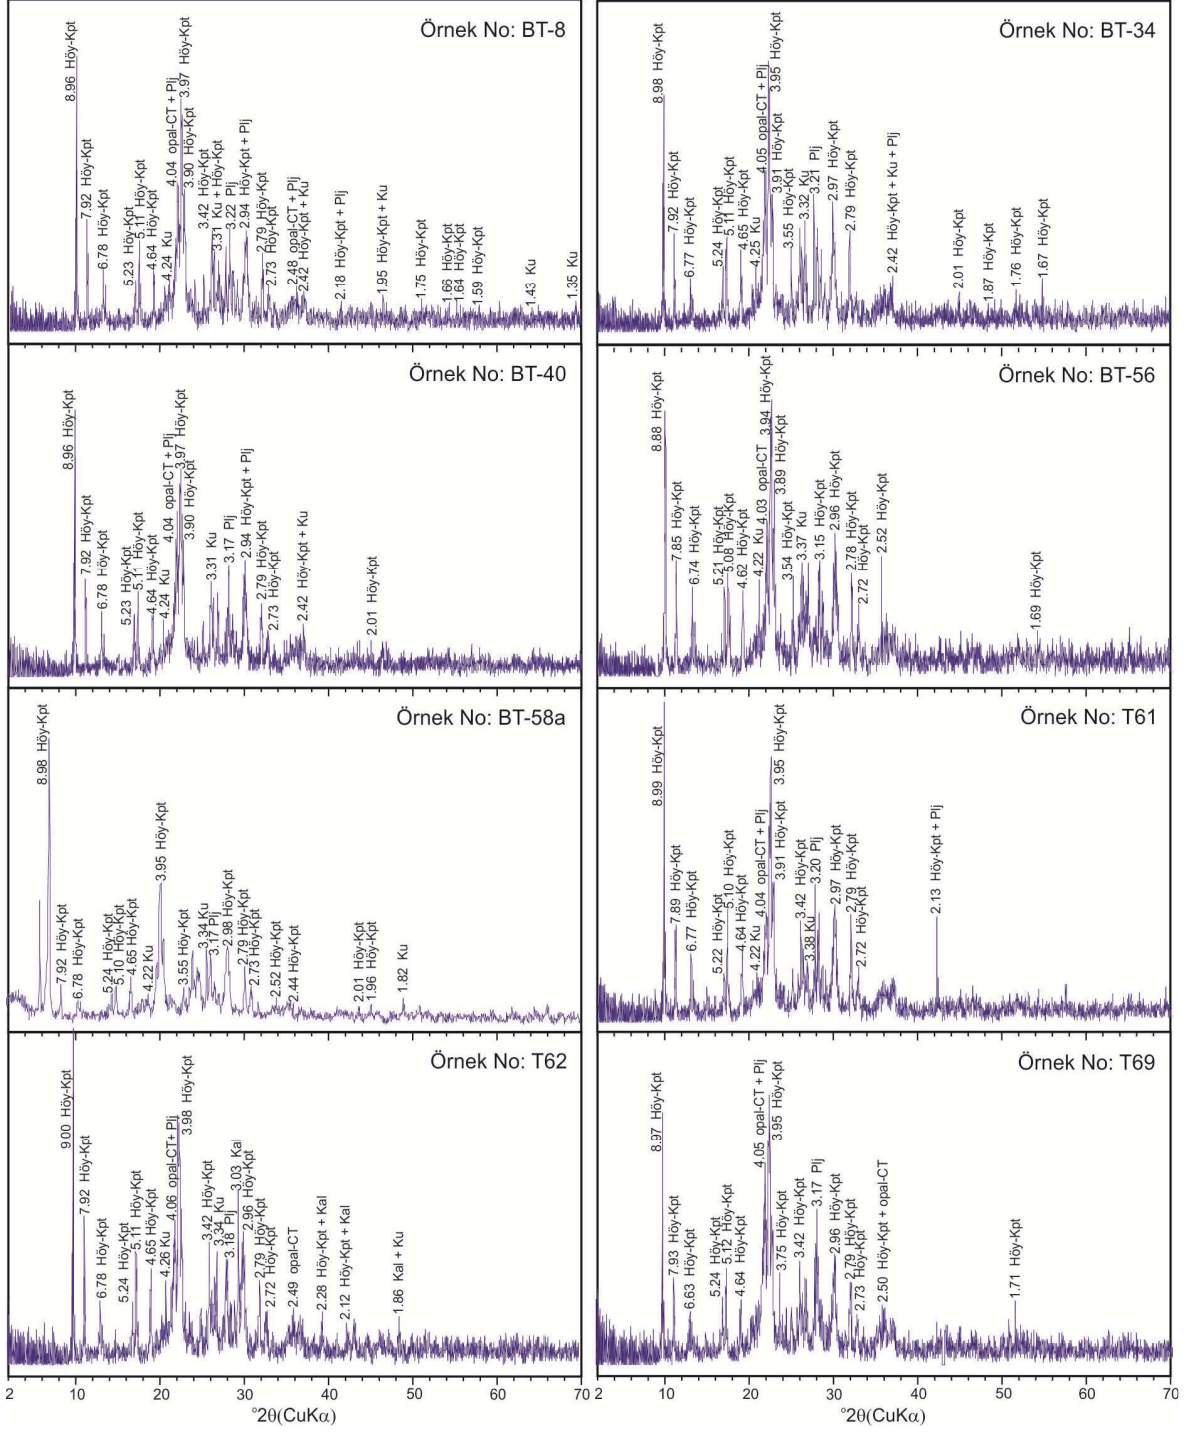 Örnek No: BT-8
8.96 Höy-Kpt
7.92 Höy-Kpt
6.78 Höy-Kpt
5.23 Höy-Kpt
5.11 Höy-Kpt
4.64 Höy-Kpt
4.24 Ku
4.04 opal-CT + Plj
3.97 Höy-Kpt
3.90 Höy-Kpt
3.42 Höy-Kpt
3.31 Ku + Höy-Kpt
3.22 Plj
2.94 Höy-Kpt + Plj
2.79 Höy-Kpt
2.73 Höy-Kpt
2.48 opal-CT + Plj
2.42 Höy-Kpt + Ku
2.18 Höy-Kpt + Plj
1.95 Höy-Kpt + Ku
1.75 Höy-Kpt
1.66 Höy-Kpt
1.64 Höy-Kpt
1.59 Höy-Kpt
1.43 Ku
1.35 Ku
Örnek No: BT-34
8.98 Höy-Kpt
7.92 Höy-Kpt
6.77 Höy-Kpt
5.24 Höy-Kpt
5.11 Höy-Kpt
4.65 Höy-Kpt
4.25 Ku
4.05 opal-CT + Plj
3.95 Höy-Kpt
3.91 Höy-Kpt
3.55 Höy-Kpt
3.32 Ku
3.21 Plj
2.97 Höy-Kpt
2.79 Höy-Kpt
2.42 Höy-Kpt + Ku + Plj
2.01 Höy-Kpt
1.87 Höy-Kpt
1.76 Höy-Kpt
1.67 Höy-Kpt
Örnek No: BT-40
8.96 Höy-Kpt
7.92 Höy-Kpt
6.78 Höy-Kpt
5.23 Höy-Kpt
5.11 Höy-Kpt
4.64 Höy-Kpt
4.24 Ku
4.04 opal-CT + Plj
3.97 Höy-Kpt
3.90 Höy-Kpt
3.31 Ku
3.17 Plj
2.94 Höy-Kpt + Plj
2.79 Höy-Kpt
2.73 Höy-Kpt
2.42 Höy-Kpt + Ku
2.01 Höy-Kpt
Örnek No: BT-56
8.88 Höy-Kpt
7.85 Höy-Kpt
6.74 Höy-Kpt
5.21 Höy-Kpt
5.08 Höy-Kpt
4.62 Höy-Kpt
4.22 Ku
4.03 opal-CT
3.94 Höy-Kpt
3.89 Höy-Kpt
3.54 Höy-Kpt
3.37 Ku
3.15 Höy-Kpt
2.96 Höy-Kpt
2.78 Höy-Kpt
2.72 Höy-Kpt
2.52 Höy-Kpt
1.69 Höy-Kpt
Örnek No: BT-58a
8.98 Höy-Kpt
7.92 Höy-Kpt
6.78 Höy-Kpt
5.24 Höy-Kpt
5.10 Höy-Kpt
4.65 Höy-Kpt
4.22 Ku
3.95 Höy-Kpt
3.55 Höy-Kpt
3.34 Ku
3.17 Plj
2.98 Höy-Kpt
2.79 Höy-Kpt
2.73 Höy-Kpt
2.52 Höy-Kpt
2.44 Höy-Kpt
2.01 Höy-Kpt
1.96 Höy-Kpt
1.82 Ku
Örnek No: T61
8.99 Höy-Kpt
7.89 Höy-Kpt
6.77 Höy-Kpt
5.22 Höy-Kpt
5.10 Höy-Kpt
4.64 Höy-Kpt
4.22 Ku
4.04 opal-CT + Plj
3.95 Höy-Kpt
3.91 Höy-Kpt
3.42 Höy-Kpt
3.38 Ku
3.20 Plj
2.97 Höy-Kpt
2.79 Höy-Kpt
2.72 Höy-Kpt
2.13 Höy-Kpt + Plj
Örnek No: T62
9.00 Höy-Kpt
7.92 Höy-Kpt
6.78 Höy-Kpt
5.24 Höy-Kpt
5.11 Höy-Kpt
4.65 Höy-Kpt
4.26 Ku
4.06 opal-CT+ Plj
3.98 Höy-Kpt
3.42 Höy-Kpt
3.34 Ku
3.18 Plj
3.03 Kal
2.96 Höy-Kpt
2.79 Höy-Kpt
2.72 Höy-Kpt
2.49 opal-CT
2.28 Höy-Kpt + Kal
2.12 Höy-Kpt + Kal
1.86 Kal + Ku
2 10 20 30 40 50 60 70
°2θ(CuKα)
Örnek No: T69
8.97 Höy-Kpt
7.93 Höy-Kpt
6.63 Höy-Kpt
5.24 Höy-Kpt
5.12 Höy-Kpt
4.64 Höy-Kpt
4.05 opal-CT + Plj
3.95 Höy-Kpt
3.75 Höy-Kpt
3.42 Höy-Kpt
3.17 Plj
2.96 Höy-Kpt
2.79 Höy-Kpt
2.73 Höy-Kpt
2.50 Höy-Kpt + opal-CT
1.71 Höy-Kpt
2 10 20 30 40 50 60 70
°2θ(CuKα)